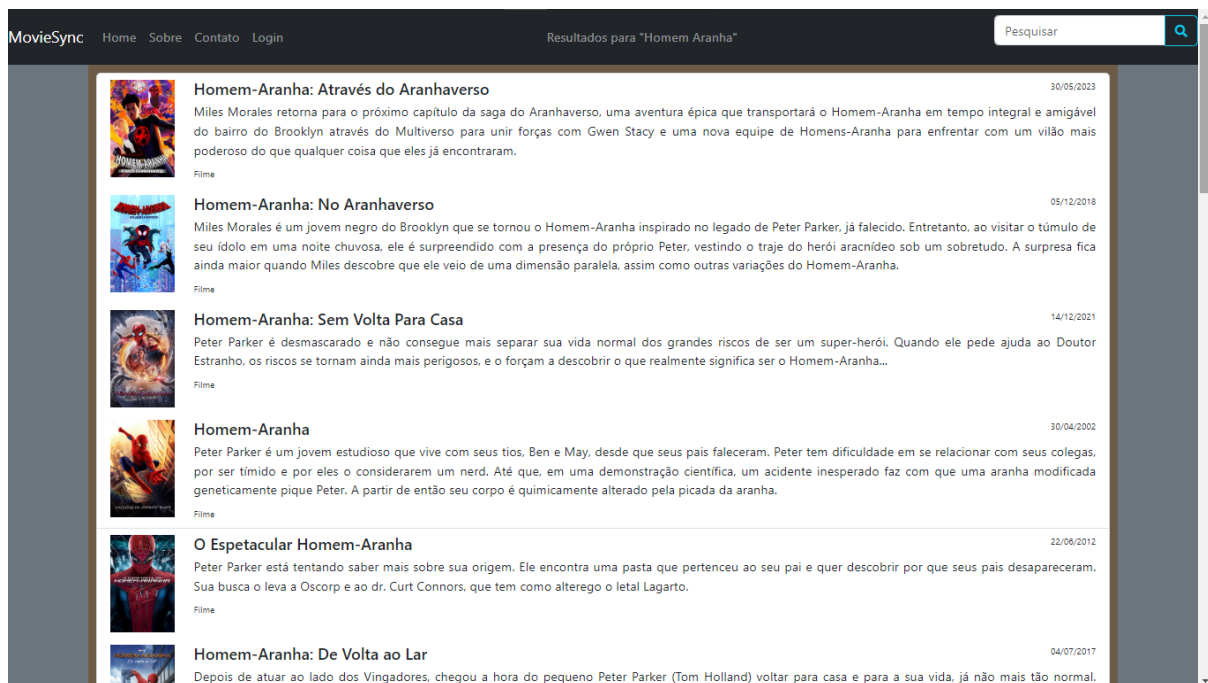 MovieSync Home Sobre Contato Login Resultados para "Homem Aranha" Pesquisar
Homem-Aranha: Através do Aranhaverso 30/05/2023
Miles Morales retorna para o próximo capítulo da saga do Aranhaverso, uma aventura épica que transportará o Homem-Aranha em tempo integral e amigável
do bairro do Brooklyn através do Multiverso para unir forças com Gwen Stacy e uma nova equipe de Homens-Aranha para enfrentar com um vilão mais
poderoso do que qualquer coisa que eles já encontraram.
Filme
Homem-Aranha: No Aranhaverso 05/12/2018
Miles Morales é um jovem negro do Brooklyn que se tornou o Homem-Aranha inspirado no legado de Peter Parker, já falecido. Entretanto, ao visitar o túmulo de
seu ídolo em uma noite chuvosa, ele é surpreendido com a presença do próprio Peter, vestindo o traje do herói aracnídeo sob um sobretudo. A surpresa fica
ainda maior quando Miles descobre que ele veio de uma dimensão paralela, assim como outras variações do Homem-Aranha.
Filme
Homem-Aranha: Sem Volta Para Casa 14/12/2021
Peter Parker é desmascarado e não consegue mais separar sua vida normal dos grandes riscos de ser um super-herói. Quando ele pede ajuda ao Doutor
Estranho, os riscos se tornam ainda mais perigosos, e o forçam a descobrir o que realmente significa ser o Homem-Aranha...
Filme
Homem-Aranha 30/04/2002
Peter Parker é um jovem estudioso que vive com seus tios, Ben e May, desde que seus pais faleceram. Peter tem dificuldade em se relacionar com seus colegas,
por ser tímido e por eles o considerarem um nerd. Até que, em uma demonstração científica, um acidente inesperado faz com que uma aranha modificada
geneticamente pique Peter. A partir de então seu corpo é quimicamente alterado pela picada da aranha.
Filme
O Espetacular Homem-Aranha 22/06/2012
Peter Parker está tentando saber mais sobre sua origem. Ele encontra uma pasta que pertenceu ao seu pai e quer descobrir por que seus pais desapareceram.
Sua busca o leva a Oscorp e ao dr. Curt Connors, que tem como alterego o letal Lagarto.
Filme
Homem-Aranha: De Volta ao Lar 04/07/2017
Depois de atuar ao lado dos Vingadores, chegou a hora do pequeno Peter Parker (Tom Holland) voltar para casa e para a sua vida, já não mais tão normal.